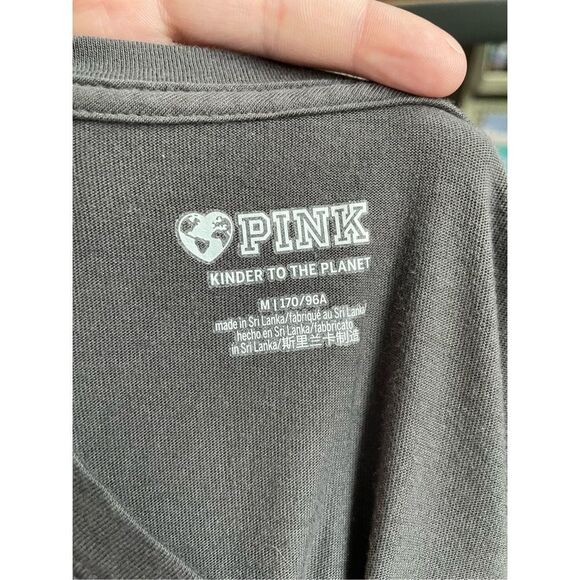 PINK
KINDER TO THE PLANET
M | 170/96A
made in Sri Lanka/fabriqué au Sri Lanka/
hecho en Sri Lanka/fabbricato
in Sri Lanka/斯里兰卡制造